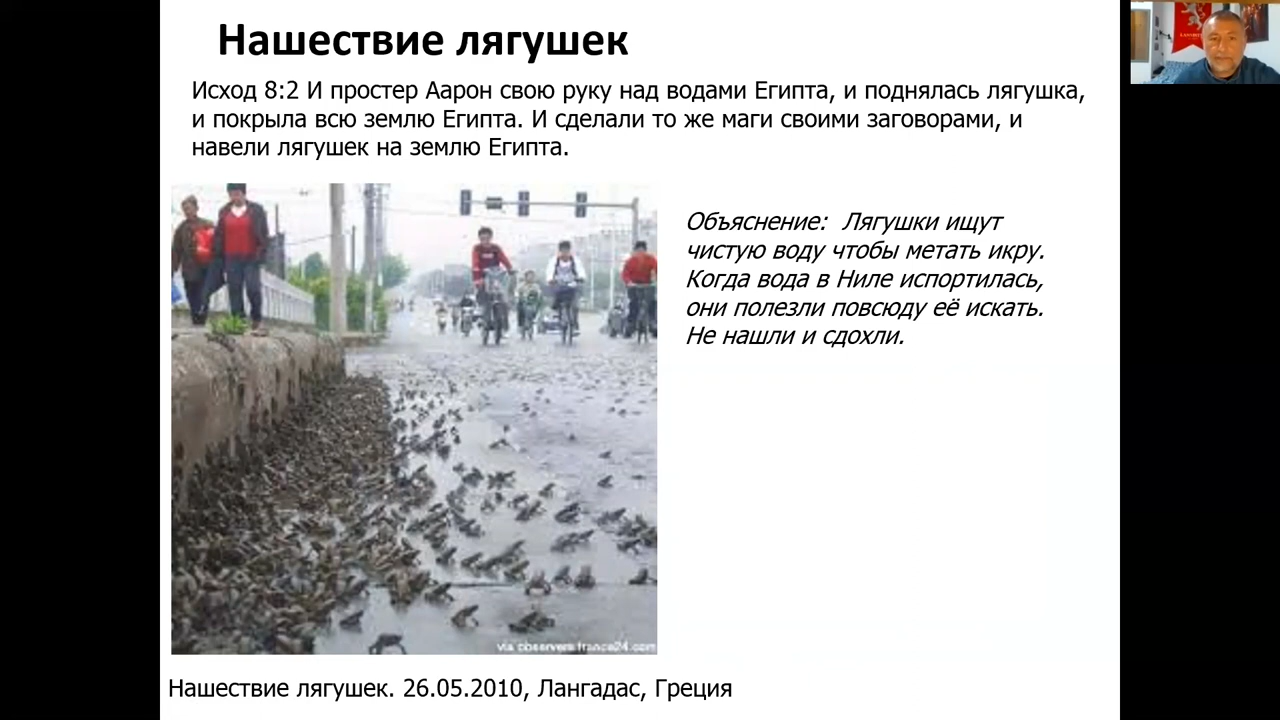 Нашествие лягушек
Исход 8:2 И простер Аарон свою руку над водами Египта, и поднялась лягушка,
и покрыла всю землю Египта. И сделали то же маги своими заговорами, и
навели лягушек на землю Египта.
Объяснение: Лягушки ищут
чистую воду чтобы метать икру.
Когда вода в Ниле испортилась,
они полезли повсюду её искать.
Не нашли и сдохли.
via observers.france24.com
Нашествие лягушек. 26.05.2010, Лангадас, Греция